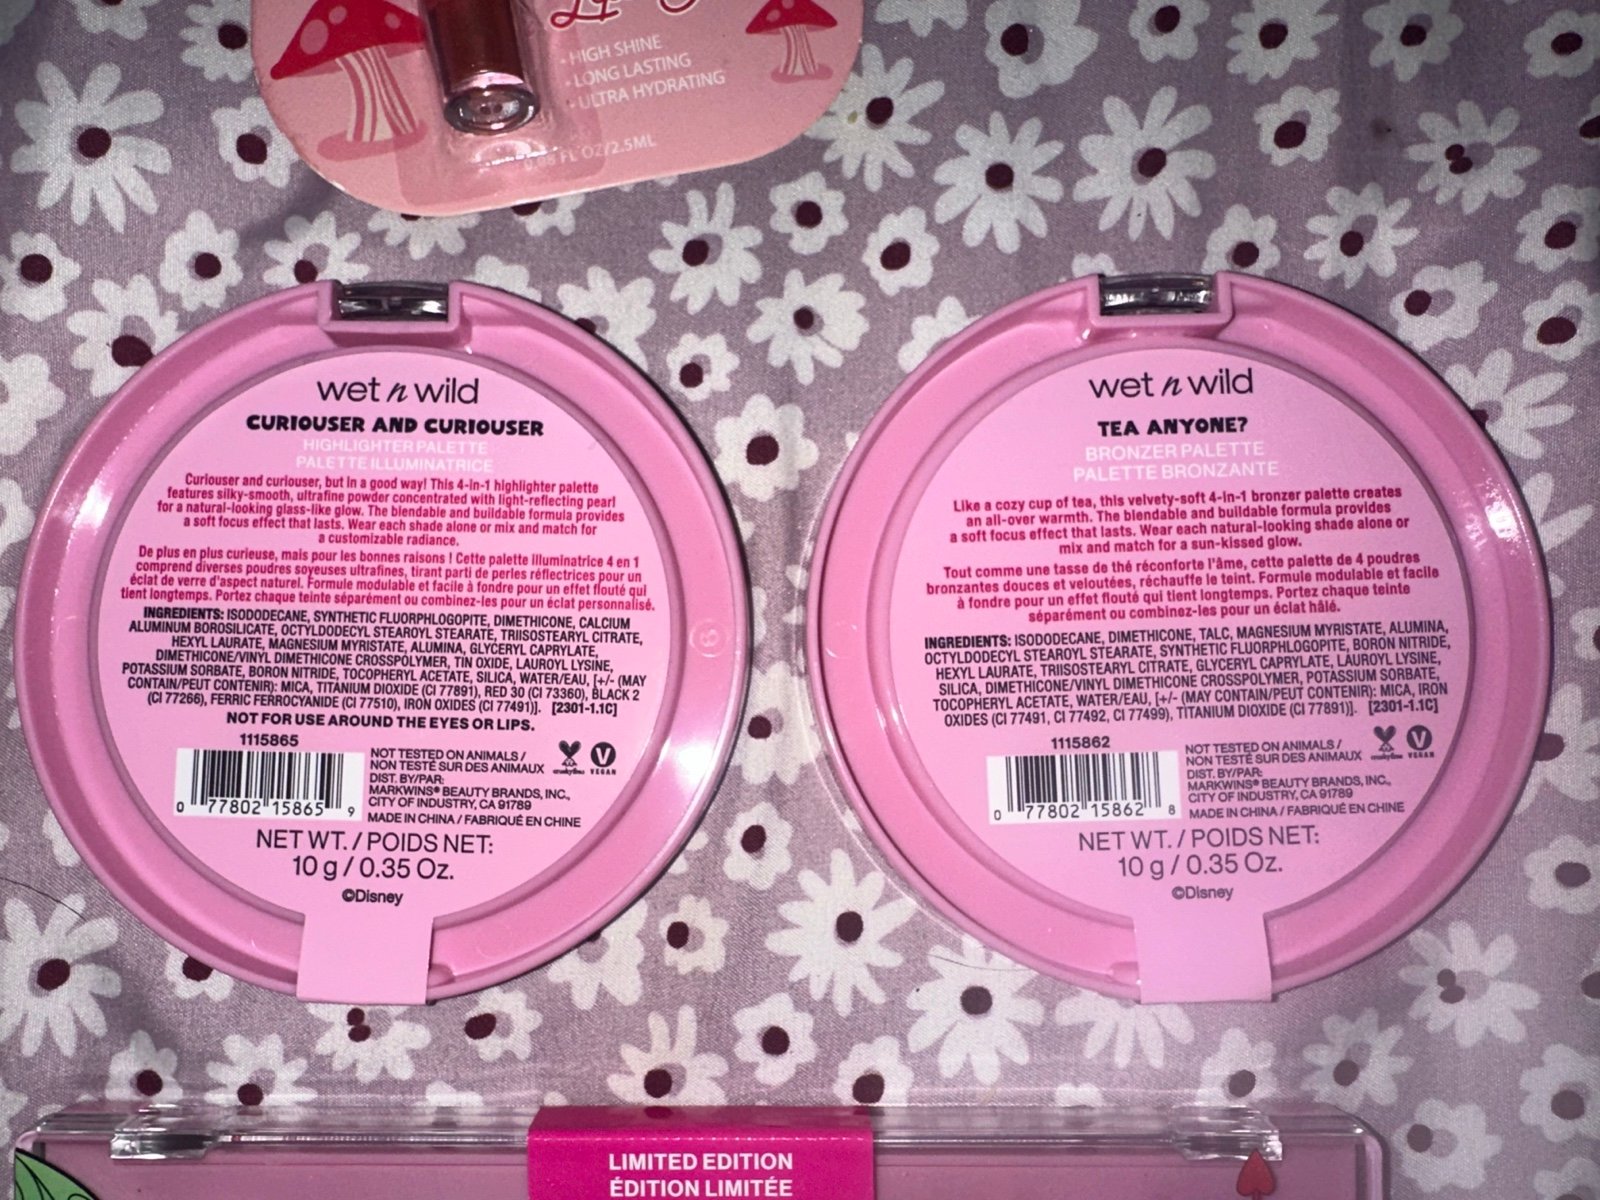 HIGH SHINE
LONG LASTING
ULTRA HYDRATING
FL OZ/2.5ML
wet n wild
CURIOUSER AND CURIOUSER
HIGHLIGHTER PALETTE
PALETTE ILLUMINATRICE
Curiouser and curiouser, but in a good way! This 4-in-1 highlighter palette
features silky-smooth, ultrafine powder concentrated with light-reflecting pearl
for a natural-looking glass-like glow. The blendable and buildable formula provides
a soft focus effect that lasts. Wear each shade alone or mix and match for
a customizable radiance.
De plus en plus curieuse, mais pour les bonnes raisons ! Cette palette illuminatrice 4 en 1
comprend diverses poudres soyeuses ultrafines, tirant parti de perles réflectrices pour un
éclat de verre d'aspect naturel. Formule modulable et facile à fondre pour un effet flouté qui
tient longtemps. Portez chaque teinte séparément ou combinez-les pour un éclat personnalisé.
INGREDIENTS: ISODODECANE, SYNTHETIC FLUORPHLOGOPITE, DIMETHICONE, CALCIUM
ALUMINUM BOROSILICATE, OCTYLDODECYL STEAROYL STEARATE, TRIISOSTEARYL CITRATE,
HEXYL LAURATE, MAGNESIUM MYRISTATE, ALUMINA, GLYCERYL CAPRYLATE,
DIMETHICONE/VINYL DIMETHICONE CROSSPOLYMER, TIN OXIDE, LAUROYL LYSINE,
POTASSIUM SORBATE, BORON NITRIDE, TOCOPHERYL ACETATE, SILICA, WATER/EAU, [+/- (MAY
CONTAIN/PEUT CONTENIR): MICA, TITANIUM DIOXIDE (CI 77891), RED 30 (CI 73360), BLACK 2
(CI 77266), FERRIC FERROCYANIDE (CI 77510), IRON OXIDES (CI 77491)]. [2301-1.1C]
NOT FOR USE AROUND THE EYES OR LIPS.
1115865
NOT TESTED ON ANIMALS /
NON TESTÉ SUR DES ANIMAUX
DIST. BY/PAR:
MARKWINS® BEAUTY BRANDS, INC.,
CITY OF INDUSTRY, CA 91789
MADE IN CHINA / FABRIQUÉ EN CHINE
crueltyfree
V
VEGAN
0 77802 15865 9
NET WT. / POIDS NET:
10 g / 0.35 Oz.
©Disney
wet n wild
TEA ANYONE?
BRONZER PALETTE
PALETTE BRONZANTE
Like a cozy cup of tea, this velvety-soft 4-in-1 bronzer palette creates
an all-over warmth. The blendable and buildable formula provides
a soft focus effect that lasts. Wear each natural-looking shade alone or
mix and match for a sun-kissed glow.
Tout comme une tasse de thé réconforte l'âme, cette palette de 4 poudres
bronzantes douces et veloutées, réchauffe le teint. Formule modulable et facile
à fondre pour un effet flouté qui tient longtemps. Portez chaque teinte
séparément ou combinez-les pour un éclat hâlé.
INGREDIENTS: ISODODECANE, DIMETHICONE, TALC, MAGNESIUM MYRISTATE, ALUMINA,
OCTYLDODECYL STEAROYL STEARATE, SYNTHETIC FLUORPHLOGOPITE, BORON NITRIDE,
HEXYL LAURATE, TRIISOSTEARYL CITRATE, GLYCERYL CAPRYLATE, LAUROYL LYSINE,
SILICA, DIMETHICONE/VINYL DIMETHICONE CROSSPOLYMER, POTASSIUM SORBATE,
TOCOPHERYL ACETATE, WATER/EAU, [+/- (MAY CONTAIN/PEUT CONTENIR): MICA, IRON
OXIDES (CI 77491, CI 77492, CI 77499), TITANIUM DIOXIDE (CI 77891)]. [2301-1.1C]
1115862
NOT TESTED ON ANIMALS /
NON TESTÉ SUR DES ANIMAUX
DIST. BY/PAR:
MARKWINS® BEAUTY BRANDS, INC.,
CITY OF INDUSTRY, CA 91789
MADE IN CHINA / FABRIQUÉ EN CHINE
crueltyfree
V
VEGAN
0 77802 15862 8
NET WT. / POIDS NET:
10 g / 0.35 Oz.
©Disney
LIMITED EDITION
ÉDITION LIMITÉE